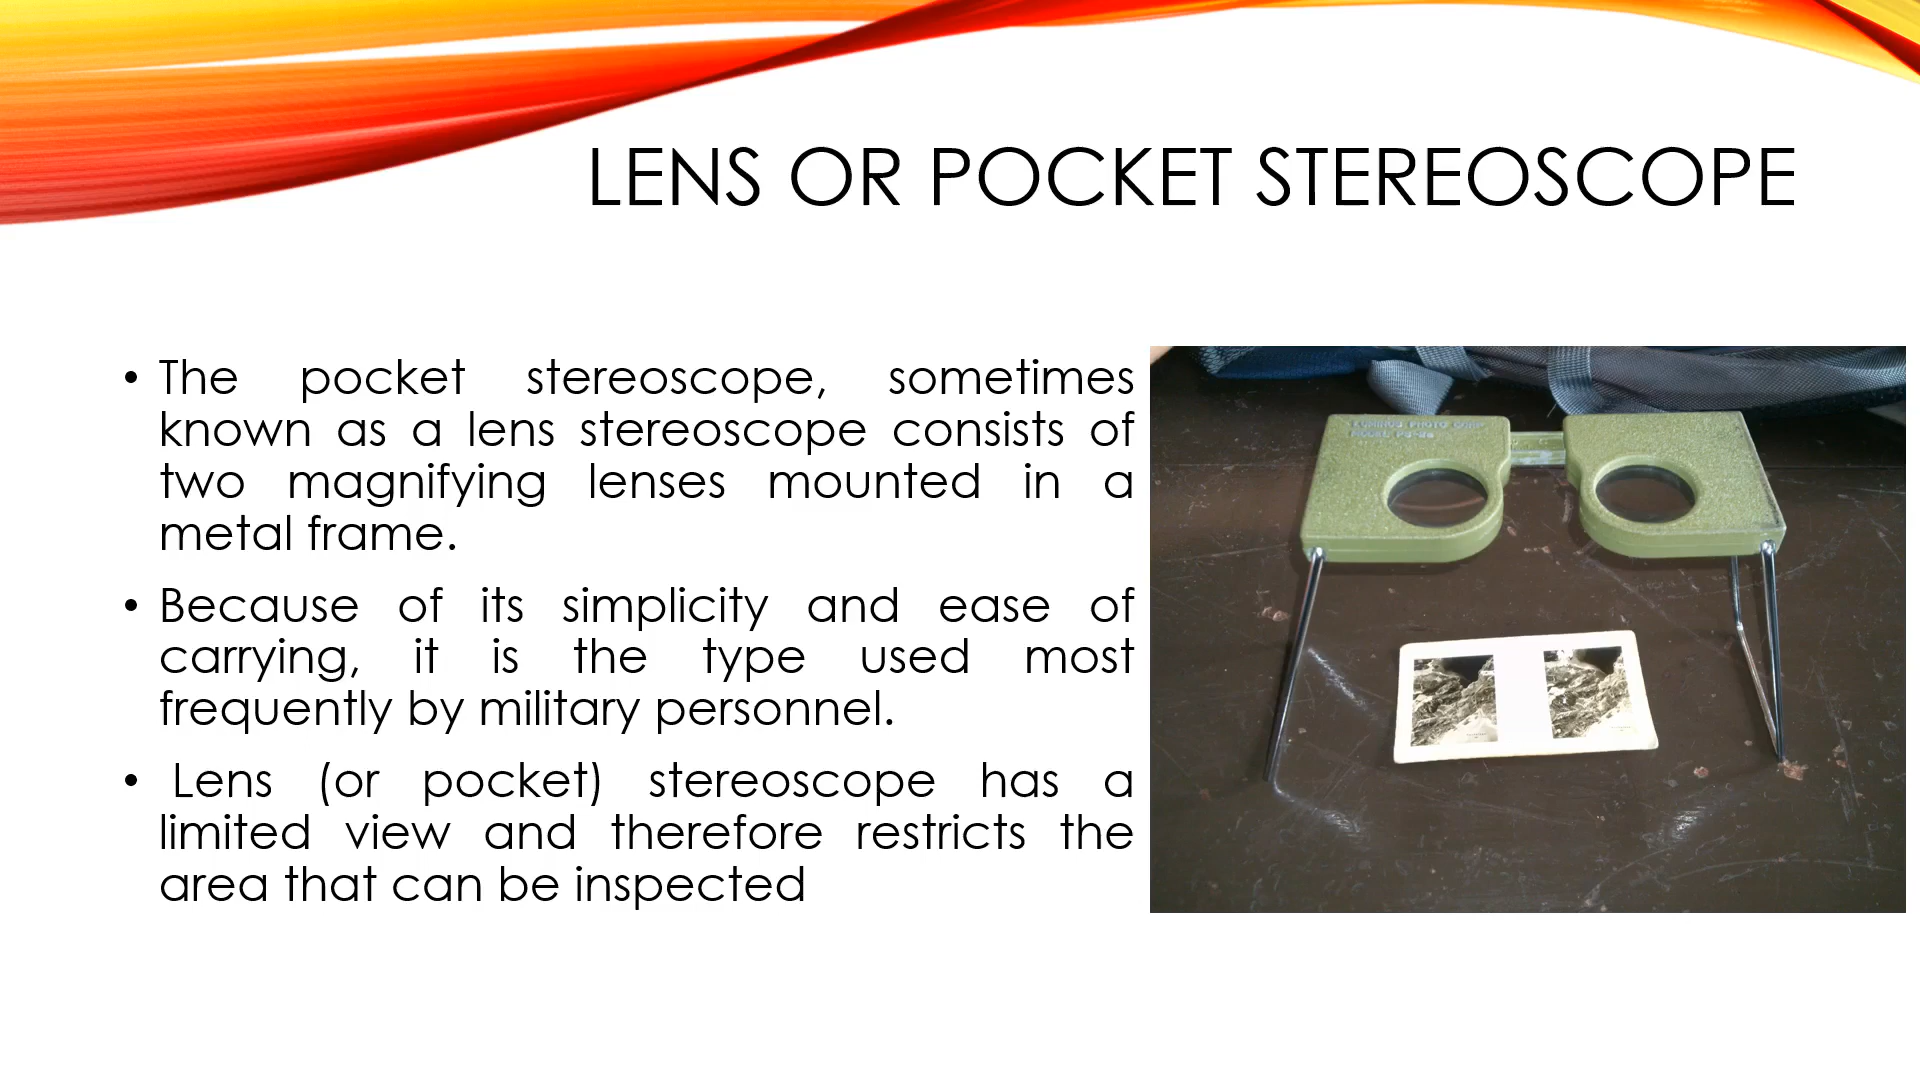 LENS OR POCKET STEREOSCOPE
• The pocket stereoscope, sometimes
known as a lens stereoscope consists of
two magnifying lenses mounted in a
metal frame.
• Because of its simplicity and ease of
carrying, it is the type used most
frequently by military personnel.
• Lens (or pocket) stereoscope has a
limited view and therefore restricts the
area that can be inspected
PHOTO
MODEL